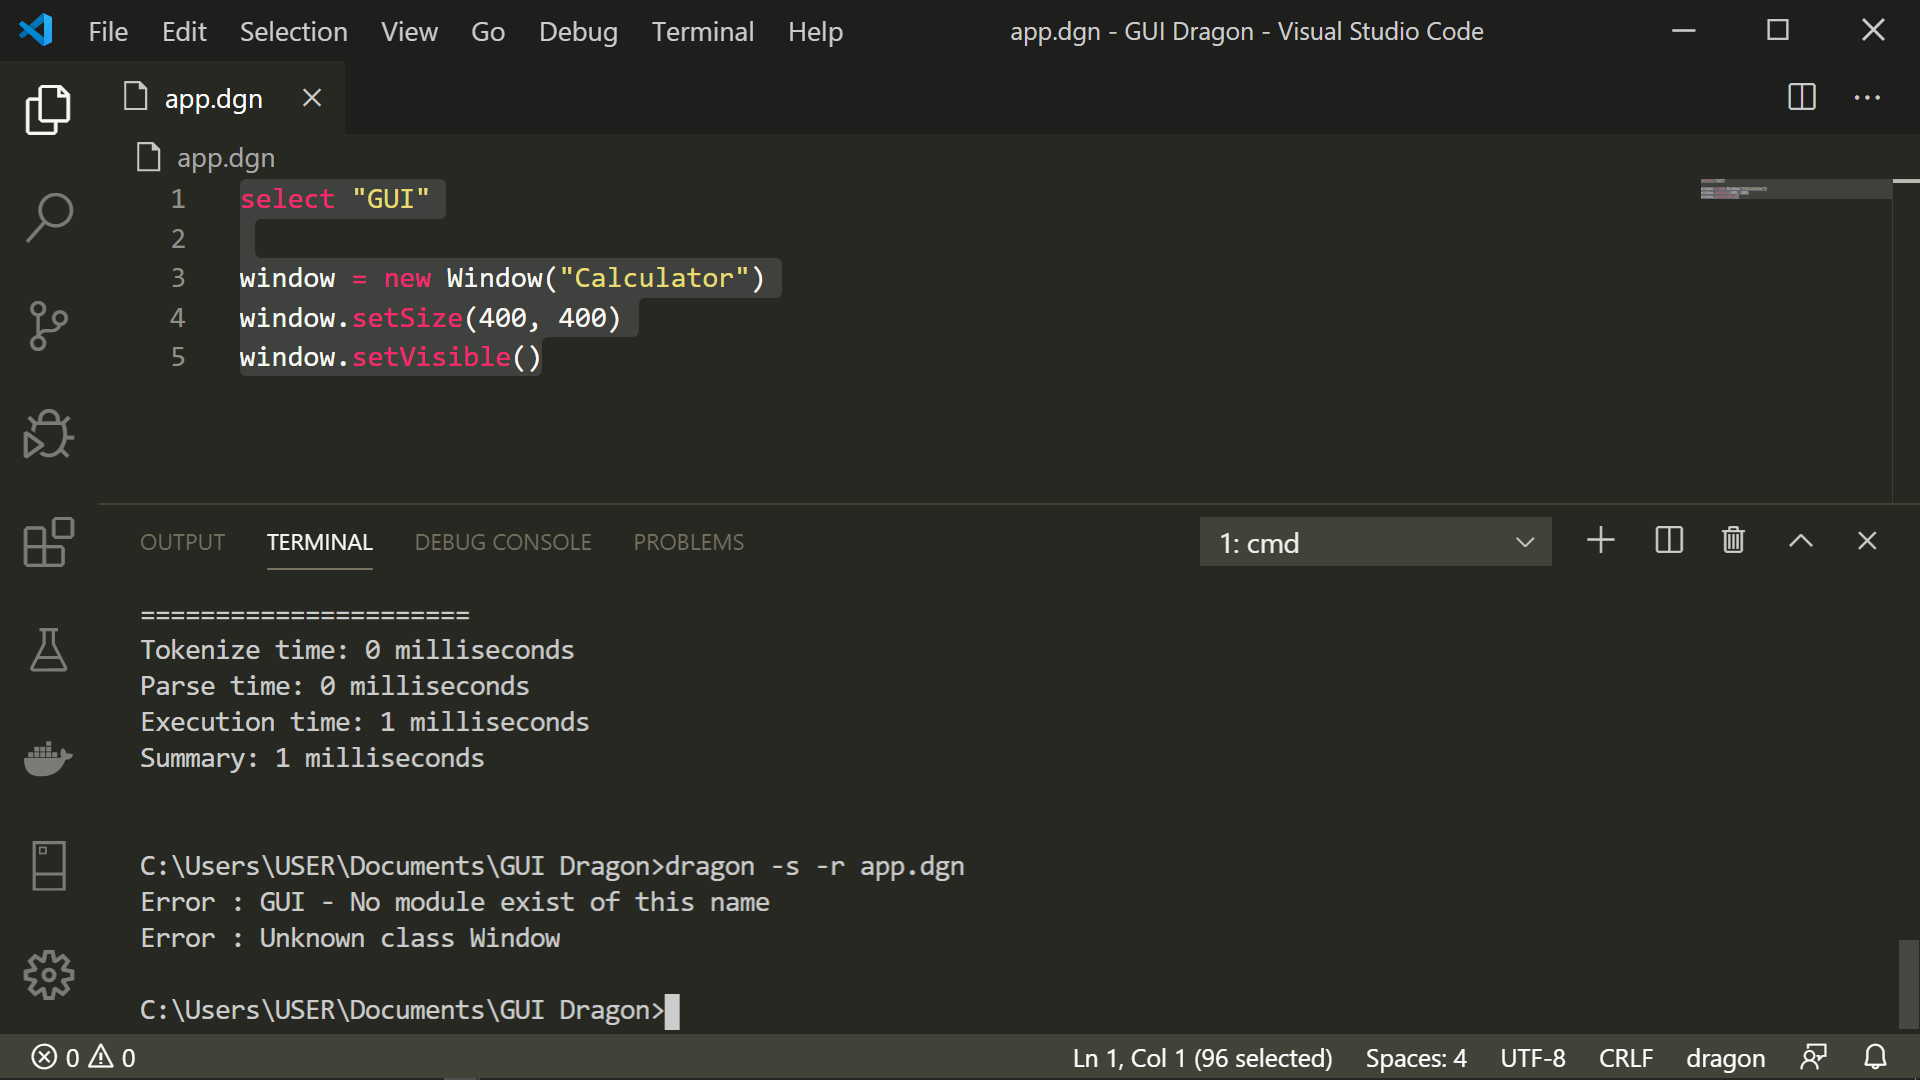 File Edit Selection View Go Debug Terminal Help app.dgn - GUI Dragon - Visual Studio Code
app.dgn
app.dgn
1 select "GUI"
2
3 window = new Window("Calculator")
4 window.setSize(400, 400)
5 window.setVisible()
OUTPUT TERMINAL DEBUG CONSOLE PROBLEMS 1: cmd
======================
Tokenize time: 0 milliseconds
Parse time: 0 milliseconds
Execution time: 1 milliseconds
Summary: 1 milliseconds
C:\Users\USER\Documents\GUI Dragon>dragon -s -r app.dgn
Error : GUI - No module exist of this name
Error : Unknown class Window
C:\Users\USER\Documents\GUI Dragon>
0 0 Ln 1, Col 1 (96 selected) Spaces: 4 UTF-8 CRLF dragon